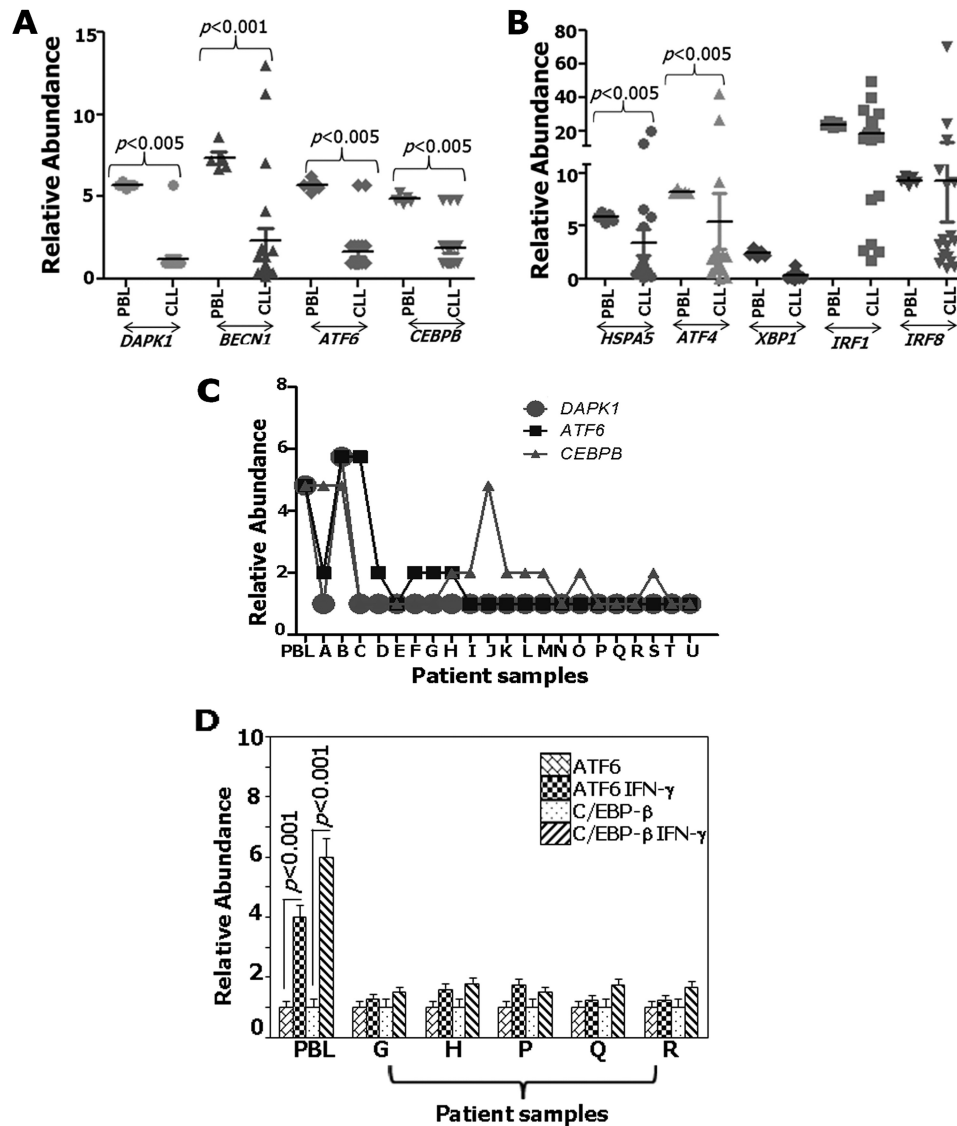 A
Relative Abundance
15
10
5
0
p<0.005
p<0.001
p<0.005
p<0.005
PBL CLL PBL CLL PBL CLL PBL CLL
DAPK1 BECN1 ATF6 CEBPB
B
Relative Abundance
80
60
40
20
10
5
0
p<0.005
p<0.005
PBL CLL PBL CLL PBL CLL PBL CLL PBL CLL
HSPA5 ATF4 XBP1 IRF1 IRF8
C
Relative Abundance
8
6
4
2
0
DAPK1
ATF6
CEBPB
PBL A B C D E F G H I J K L M N O P Q R S T U
Patient samples
D
Relative Abundance
10
8
6
4
2
0
p<0.001
p<0.001
ATF6
ATF6 IFN-γ
C/EBP-β
C/EBP-β IFN-γ
PBL G H P Q R
Patient samples